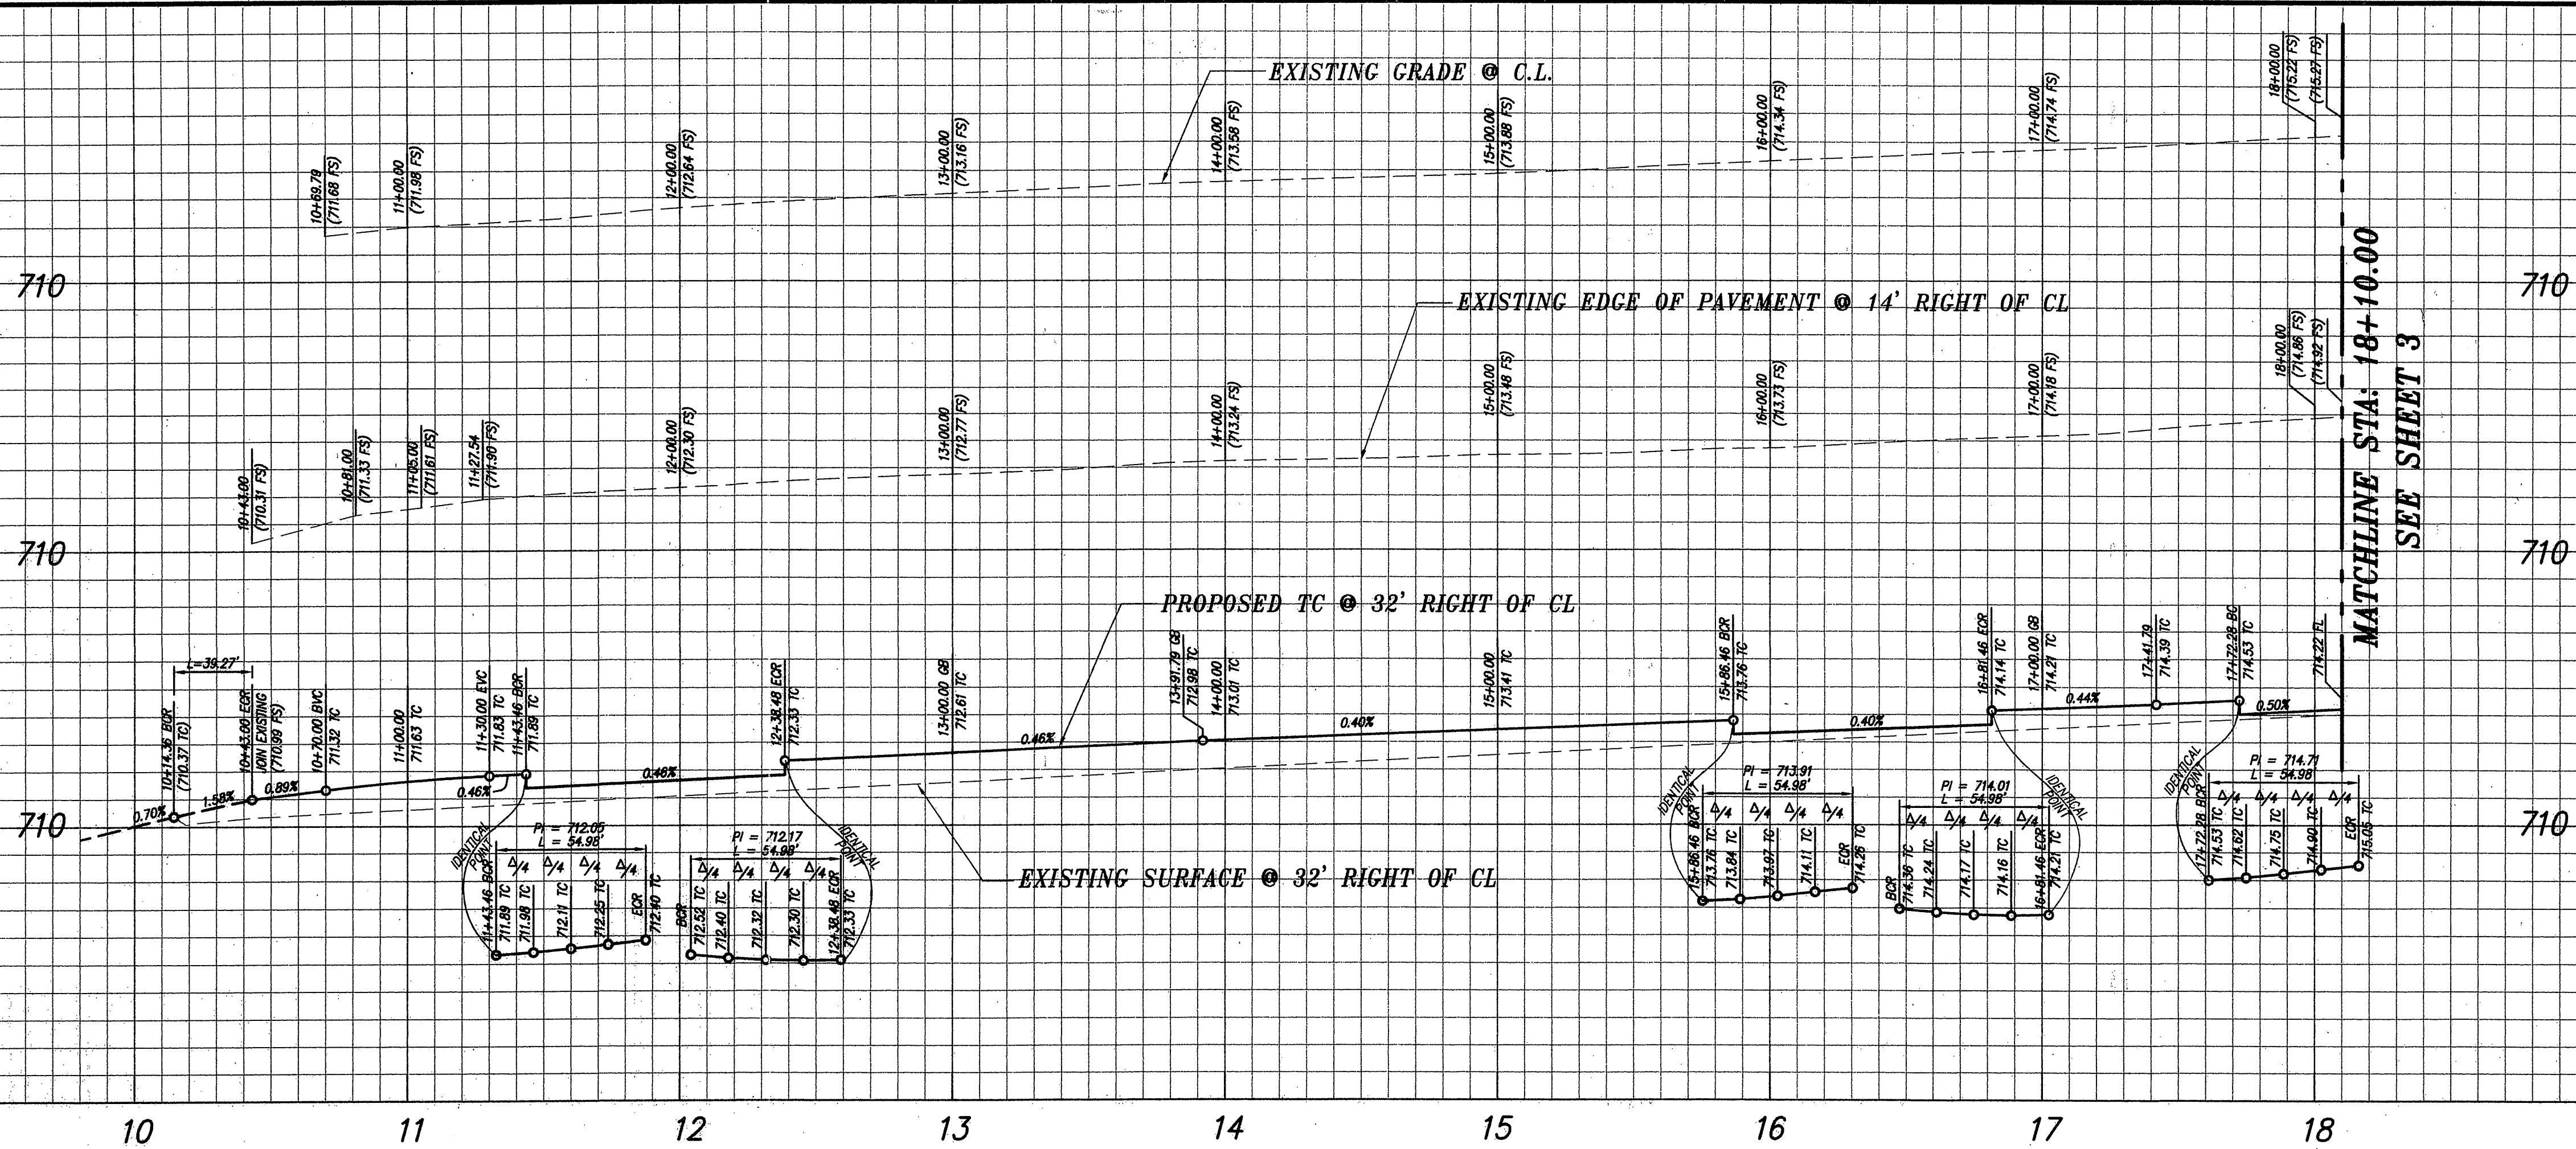 EXISTING GRADE @ C.L.
10+69.79
(711.68 FS)
11+00.00
(711.98 FS)
12+00.00
(712.64 FS)
13+00.00
(713.16 FS)
14+00.00
(713.58 FS)
15+00.00
(713.88 FS)
16+00.00
(714.34 FS)
17+00.00
(714.74 FS)
18+00.00
(715.22 FS)
(715.27 FS)
710
710
EXISTING EDGE OF PAVEMENT @ 14' RIGHT OF CL
10+43.00
(710.31 FS)
10+81.00
(711.33 FS)
11+05.00
(711.61 FS)
11+27.54
(711.90 FS)
12+00.00
(712.30 FS)
13+00.00
(712.77 FS)
14+00.00
(713.24 FS)
15+00.00
(713.48 FS)
16+00.00
(713.73 FS)
17+00.00
(714.18 FS)
18+00.00
(714.86 FS)
(714.92 FS)
MATCHLINE STA: 18+10.00
SEE SHEET 3
710
710
PROPOSED TC @ 32' RIGHT OF CL
L=39.27'
10+14.36 BCR
(710.37 TC)
10+43.00 ECR
JOIN EXISTING
(710.99 FS)
10+70.00 BVC
711.32 TC
11+00.00
711.63 TC
11+30.00 EVC
711.83 TC
11+43.46 BCR
711.89 TC
12+38.48 ECR
712.33 TC
13+00.00 GB
712.61 TC
13+91.79 GB
712.98 TC
14+00.00
713.01 TC
15+00.00
713.41 TC
15+86.46 BCR
713.76 TC
16+81.46 ECR
714.14 TC
17+00.00 GB
714.21 TC
17+41.79
714.39 TC
17+72.28 BC
714.53 TC
714.22 FL
0.70%
1.58%
0.89%
0.46%
0.46%
0.46%
0.40%
0.40%
0.44%
0.50%
710
710
EXISTING SURFACE @ 32' RIGHT OF CL
IDENTICAL
POINT
PI = 712.05
L = 54.98'
Δ/4 Δ/4 Δ/4 Δ/4
11+43.46 BCR
711.89 TC
711.98 TC
712.11 TC
712.25 TC
ECR
712.40 TC
PI = 712.17
L = 54.98'
Δ/4 Δ/4 Δ/4 Δ/4
BCR
712.52 TC
712.40 TC
712.32 TC
712.30 TC
12+38.48 ECR
712.33 TC
IDENTICAL
POINT
IDENTICAL
POINT
PI = 713.91
L = 54.98'
Δ/4 Δ/4 Δ/4 Δ/4
15+86.46 BCR
713.76 TC
713.84 TC
713.97 TC
714.11 TC
ECR
714.26 TC
PI = 714.01
L = 54.98'
Δ/4 Δ/4 Δ/4 Δ/4
BCR
714.36 TC
714.24 TC
714.17 TC
714.16 TC
16+81.46 ECR
714.21 TC
IDENTICAL
POINT
IDENTICAL
POINT
PI = 714.71
L = 54.98'
Δ/4 Δ/4 Δ/4 Δ/4
17+72.28 BCR
714.53 TC
714.62 TC
714.75 TC
714.90 TC
ECR
715.05 TC
10 11 12 13 14 15 16 17 18